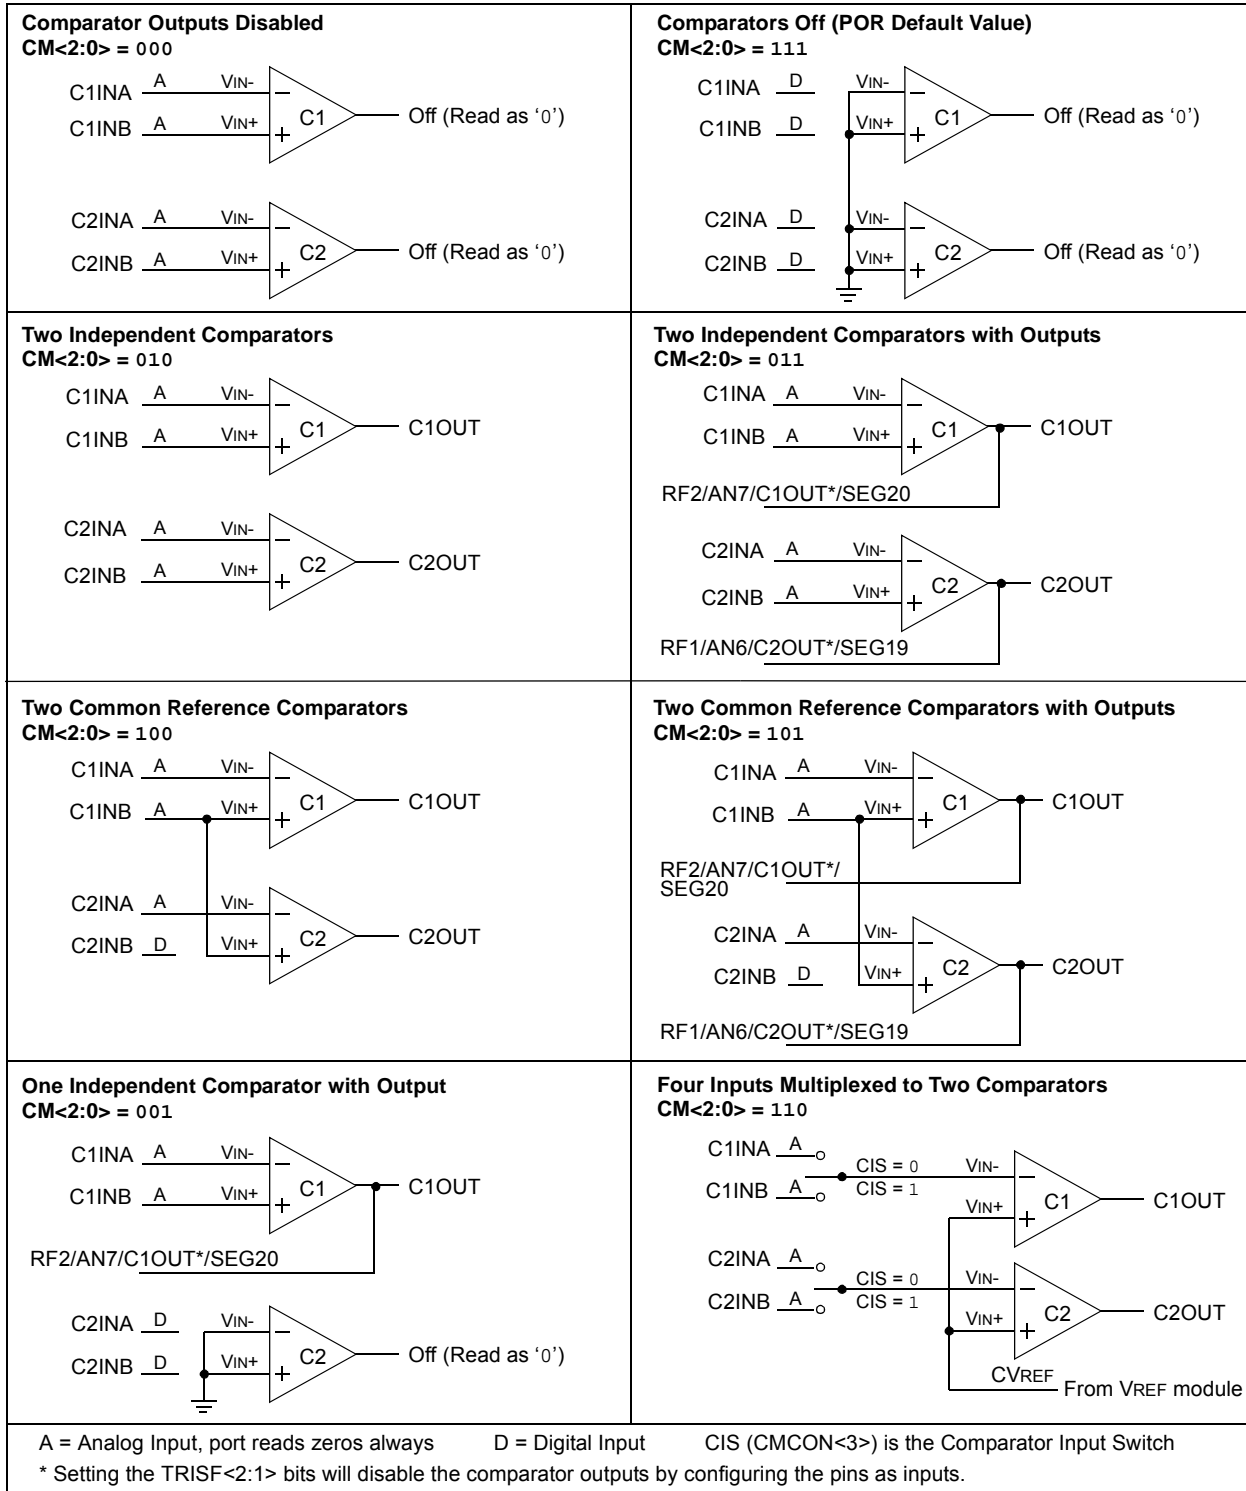 Comparator Outputs Disabled
CM<2:0> = 000
C1INA A VIN- −
C1INB A VIN+ + C1 Off (Read as ‘0’)
C2INA A VIN- −
C2INB A VIN+ + C2 Off (Read as ‘0’)
Comparators Off (POR Default Value)
CM<2:0> = 111
C1INA D VIN- −
C1INB D VIN+ + C1 Off (Read as ‘0’)
C2INA D VIN- −
C2INB D VIN+ + C2 Off (Read as ‘0’)
Two Independent Comparators
CM<2:0> = 010
C1INA A VIN- −
C1INB A VIN+ + C1 C1OUT
C2INA A VIN- −
C2INB A VIN+ + C2 C2OUT
Two Independent Comparators with Outputs
CM<2:0> = 011
C1INA A VIN- −
C1INB A VIN+ + C1 C1OUT
RF2/AN7/C1OUT*/SEG20
C2INA A VIN- −
C2INB A VIN+ + C2 C2OUT
RF1/AN6/C2OUT*/SEG19
Two Common Reference Comparators
CM<2:0> = 100
C1INA A VIN- −
C1INB A VIN+ + C1 C1OUT
C2INA A VIN- −
C2INB D VIN+ + C2 C2OUT
Two Common Reference Comparators with Outputs
CM<2:0> = 101
C1INA A VIN- −
C1INB A VIN+ + C1 C1OUT
RF2/AN7/C1OUT*/
SEG20
C2INA A VIN- −
C2INB D VIN+ + C2 C2OUT
RF1/AN6/C2OUT*/SEG19
One Independent Comparator with Output
CM<2:0> = 001
C1INA A VIN- −
C1INB A VIN+ + C1 C1OUT
RF2/AN7/C1OUT*/SEG20
C2INA D VIN- −
C2INB D VIN+ + C2 Off (Read as ‘0’)
Four Inputs Multiplexed to Two Comparators
CM<2:0> = 110
C1INA A
CIS = 0 VIN- −
C1INB A CIS = 1
VIN+ + C1 C1OUT
C2INA A
CIS = 0 VIN- −
C2INB A CIS = 1
VIN+ + C2 C2OUT
CVREF
From VREF module
A = Analog Input, port reads zeros always D = Digital Input CIS (CMCON<3>) is the Comparator Input Switch
* Setting the TRISF<2:1> bits will disable the comparator outputs by configuring the pins as inputs.